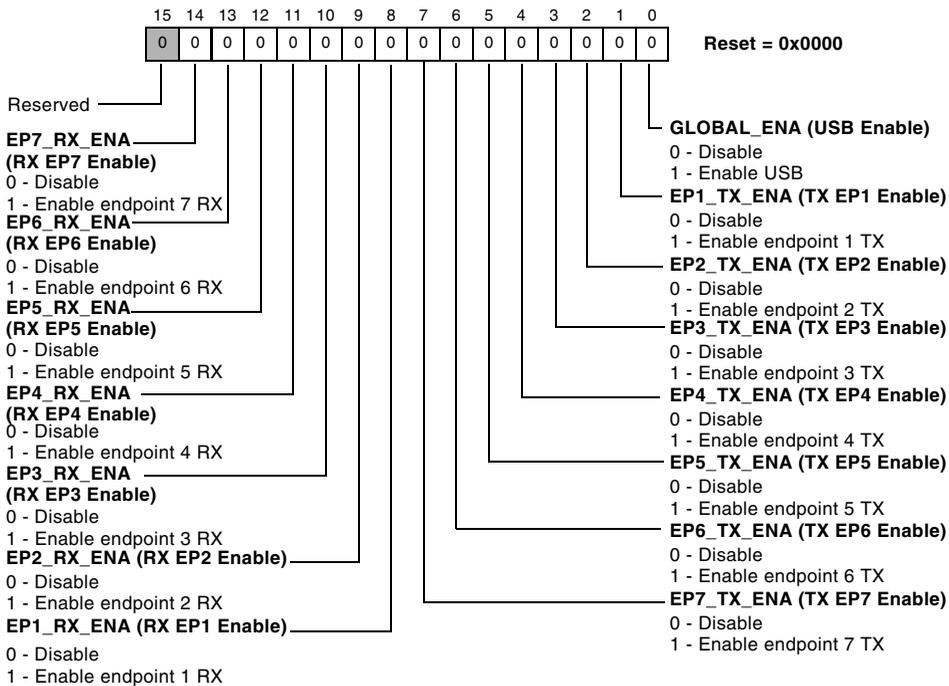 15 14 13 12 11 10 9 8 7 6 5 4 3 2 1 0
0 0 0 0 0 0 0 0 0 0 0 0 0 0 0 0
Reset = 0x0000
Reserved
EP7_RX_ENA
(RX EP7 Enable)
0 - Disable
1 - Enable endpoint 7 RX
EP6_RX_ENA
(RX EP6 Enable)
0 - Disable
1 - Enable endpoint 6 RX
EP5_RX_ENA
(RX EP5 Enable)
0 - Disable
1 - Enable endpoint 5 RX
EP4_RX_ENA
(RX EP4 Enable)
0 - Disable
1 - Enable endpoint 4 RX
EP3_RX_ENA
(RX EP3 Enable)
0 - Disable
1 - Enable endpoint 3 RX
EP2_RX_ENA (RX EP2 Enable)
0 - Disable
1 - Enable endpoint 2 RX
EP1_RX_ENA (RX EP1 Enable)
0 - Disable
1 - Enable endpoint 1 RX
GLOBAL_ENA (USB Enable)
0 - Disable
1 - Enable USB
EP1_TX_ENA (TX EP1 Enable)
0 - Disable
1 - Enable endpoint 1 TX
EP2_TX_ENA (TX EP2 Enable)
0 - Disable
1 - Enable endpoint 2 TX
EP3_TX_ENA (TX EP3 Enable)
0 - Disable
1 - Enable endpoint 3 TX
EP4_TX_ENA (TX EP4 Enable)
0 - Disable
1 - Enable endpoint 4 TX
EP5_TX_ENA (TX EP5 Enable)
0 - Disable
1 - Enable endpoint 5 TX
EP6_TX_ENA (TX EP6 Enable)
0 - Disable
1 - Enable endpoint 6 TX
EP7_TX_ENA (TX EP7 Enable)
0 - Disable
1 - Enable endpoint 7 TX